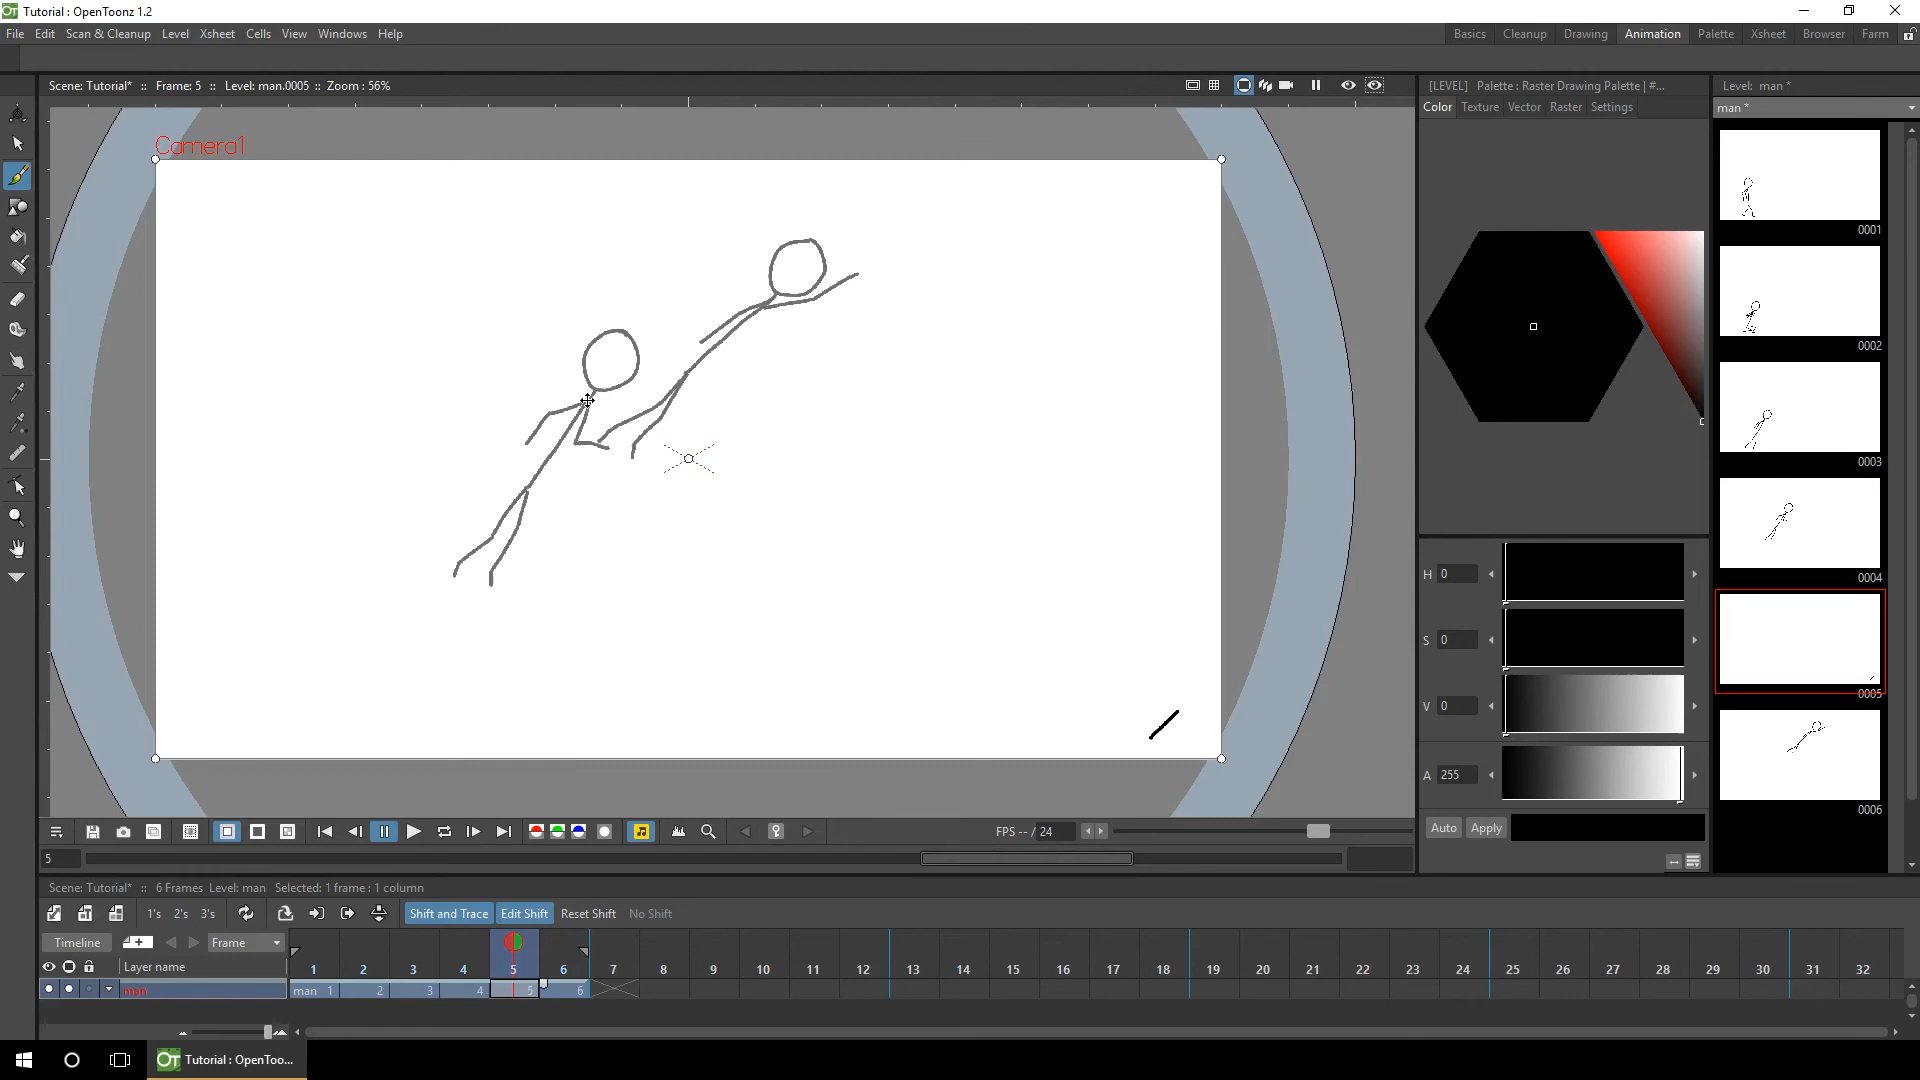 Tutorial : OpenToonz 1.2
File Edit Scan & Cleanup Level Xsheet Cells View Windows Help
Basics Cleanup Drawing Animation Palette Xsheet Browser Farm
Scene: Tutorial* :: Frame: 5 :: Level: man.0005 :: Zoom : 56%
[LEVEL] Palette : Raster Drawing Palette | #...
Level: man *
Color Texture Vector Raster Settings
man *
Camera1
0001
0002
0003
0004
0005
0006
H 0
S 0
V 0
A 255
Auto Apply
FPS -- / 24
5
Scene: Tutorial* :: 6 Frames Level: man Selected: 1 frame : 1 column
1's 2's 3's Shift and Trace Edit Shift Reset Shift No Shift
Timeline Frame
Layer name 1 2 3 4 5 6 7 8 9 10 11 12 13 14 15 16 17 18 19 20 21 22 23 24 25 26 27 28 29 30 31 32
man man 1 2 3 4 5 6
Tutorial : OpenToo...